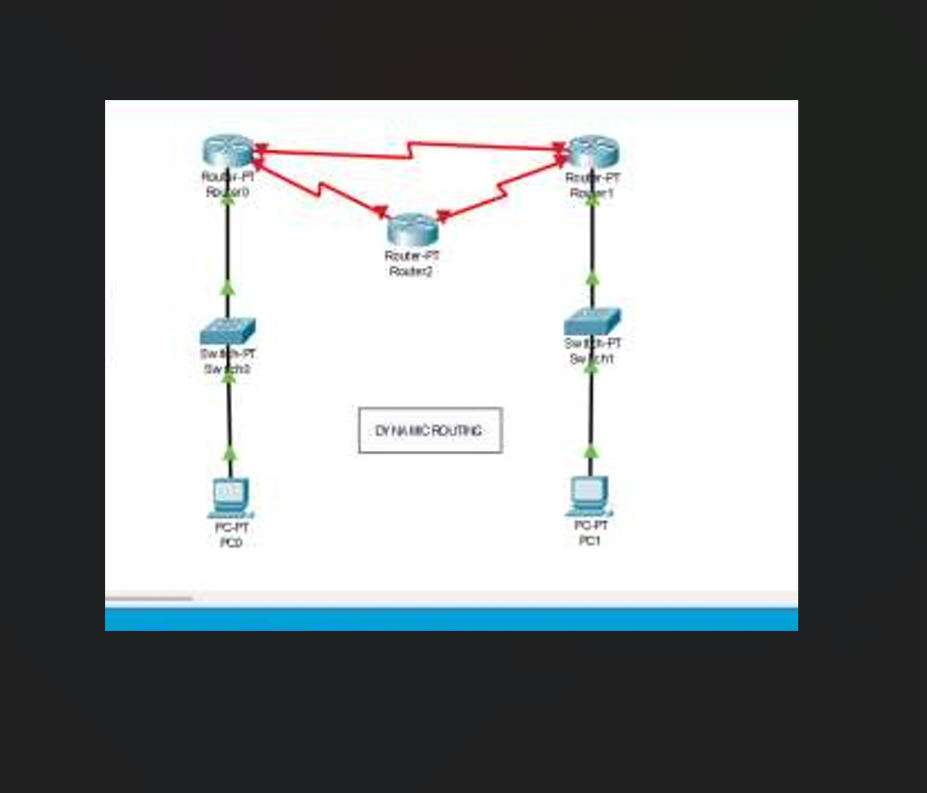 Router-PT
Router0
Router-PT
Router1
Router-PT
Router2
Switch-PT
Switch0
Switch-PT
Switch1
DYNAMIC ROUTING
PC-PT
PC0
PC-PT
PC1